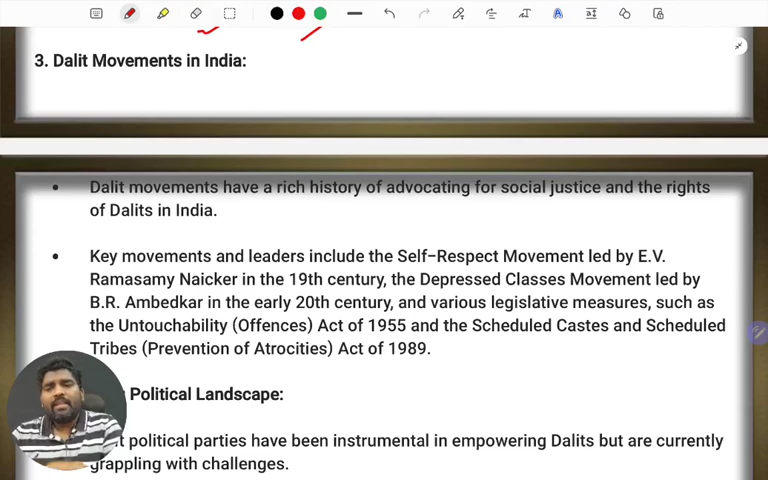 3. Dalit Movements in India:
• Dalit movements have a rich history of advocating for social justice and the rights
of Dalits in India.
• Key movements and leaders include the Self-Respect Movement led by E.V.
Ramasamy Naicker in the 19th century, the Depressed Classes Movement led by
B.R. Ambedkar in the early 20th century, and various legislative measures, such as
the Untouchability (Offences) Act of 1955 and the Scheduled Castes and Scheduled
Tribes (Prevention of Atrocities) Act of 1989.
Political Landscape:
political parties have been instrumental in empowering Dalits but are currently
grappling with challenges.